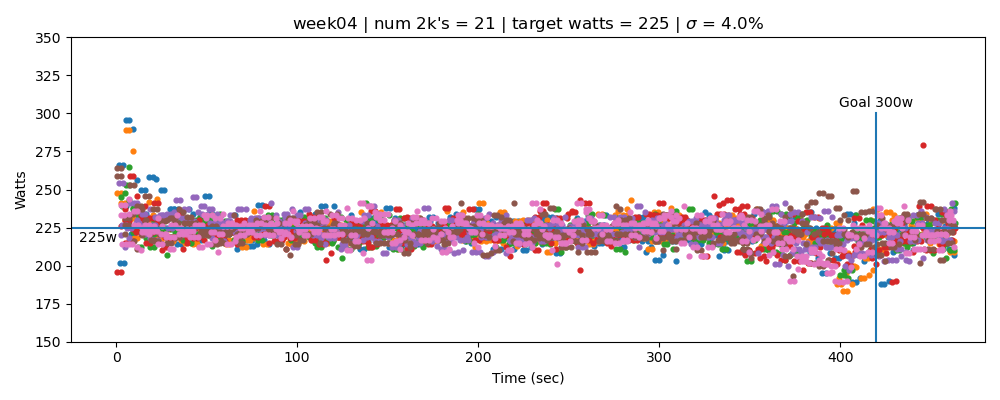 week04 | num 2k's = 21 | target watts = 225 | σ = 4.0%
350
325
300
275
250
225
200
175
150
Watts
Goal 300w
225w
0
100
200
300
400
Time (sec)